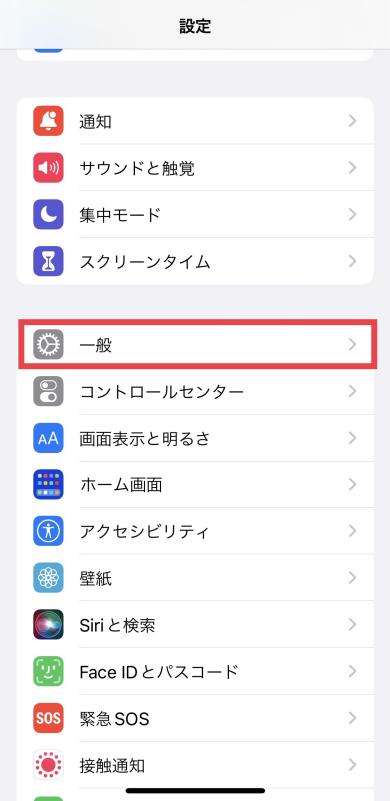 設定
通知
サウンドと触覚
集中モード
スクリーンタイム
一般
コントロールセンター
AA 画面表示と明るさ
ホーム画面
アクセシビリティ
壁紙
Siriと検索
Face IDとパスコード
SOS 緊急SOS
接触通知